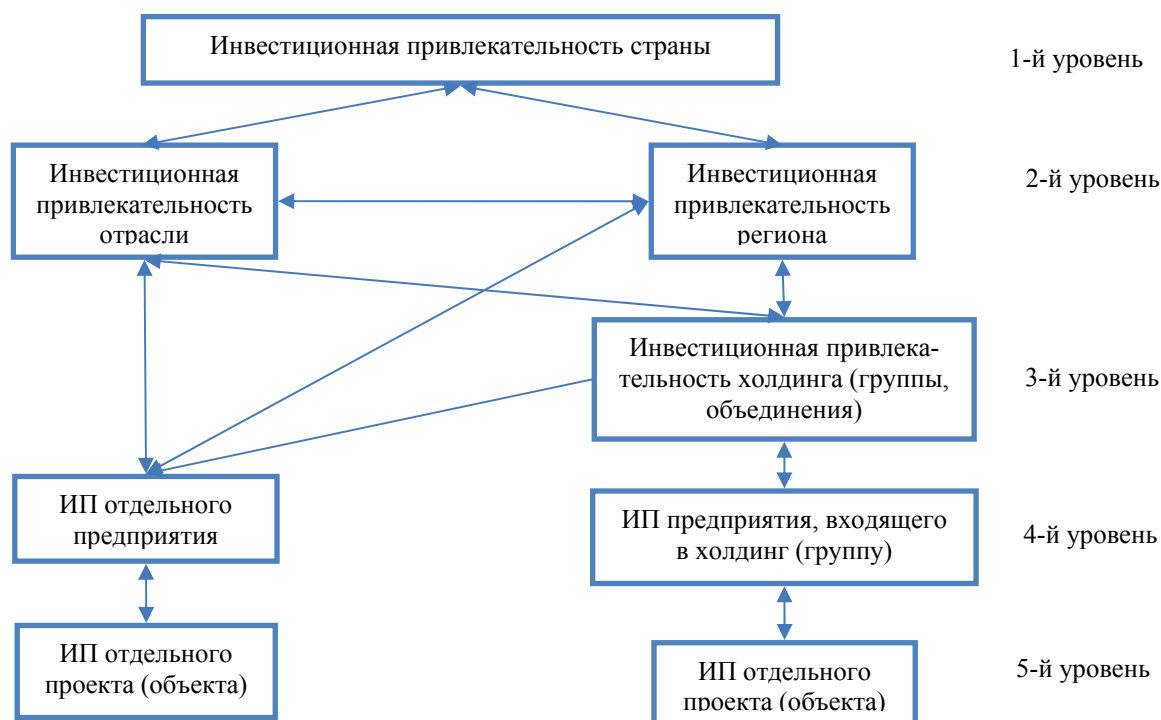 Инвестиционная привлекательность страны
1-й уровень
Инвестиционная
привлекательность
отрасли
Инвестиционная
привлекательность
региона
2-й уровень
Инвестиционная привлека-
тельность холдинга (группы,
объединения)
3-й уровень
ИП отдельного
предприятия
ИП предприятия, входящего
в холдинг (группу)
4-й уровень
ИП отдельного
проекта (объекта)
ИП отдельного
проекта (объекта)
5-й уровень